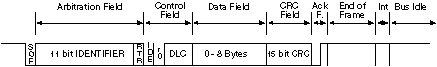 Arbitration Field Control Field Data Field CRC Field Ack F. End of Frame Int Bus Idle
SOF 11 bit IDENTIFIER RTR IDE r0 DLC 0-8 Bytes 15 bit CRC